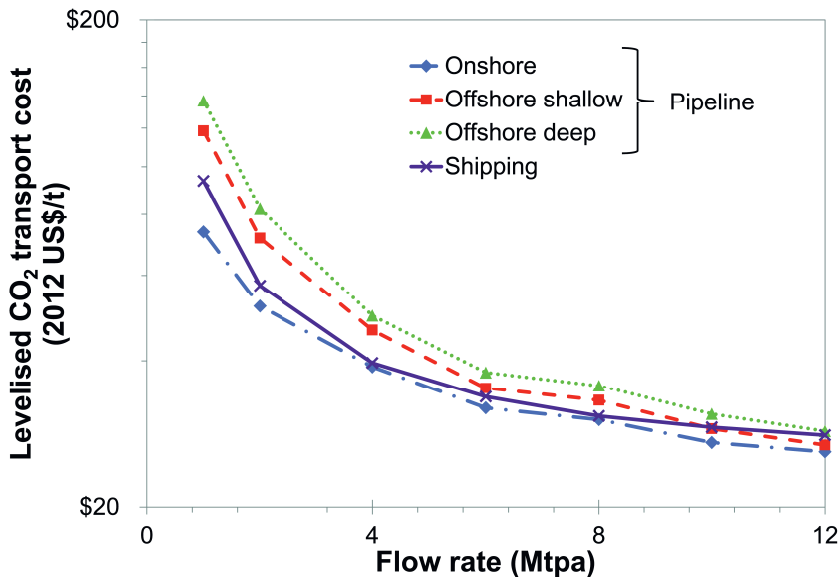 $200
Onshore
Offshore shallow
Pipeline
Offshore deep
Shipping
Levelised CO₂ transport cost
(2012 US$/t)
$20
0
4
8
12
Flow rate (Mtpa)